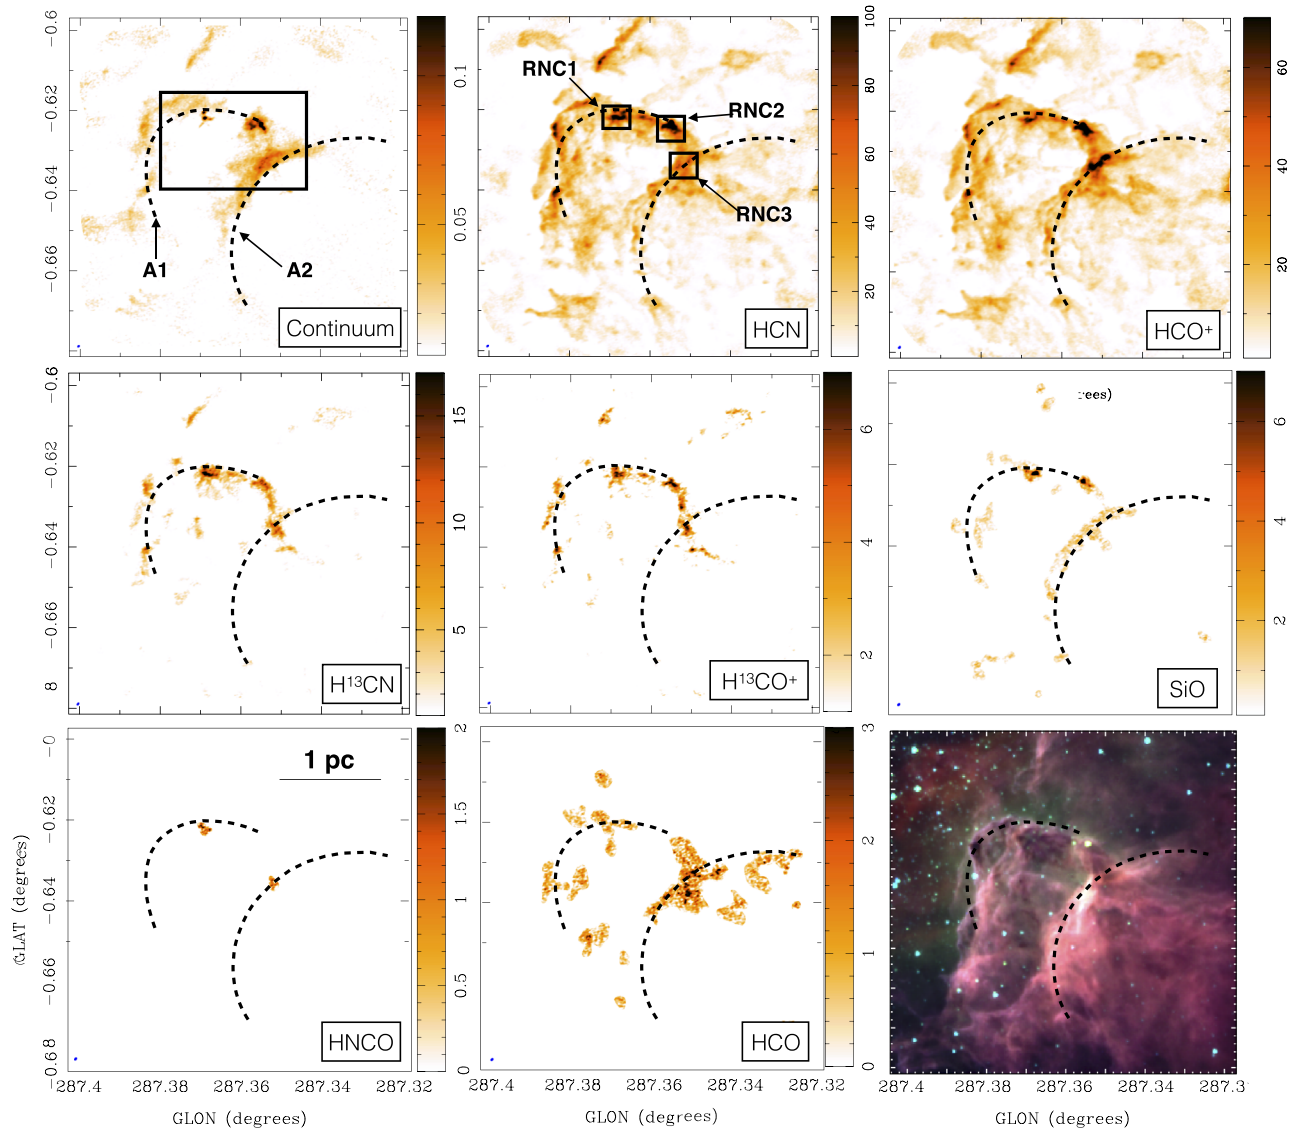 −0.6
−0.62
−0.64
−0.66
A1
A2
Continuum
0.1
0.05
RNC1
RNC2
RNC3
HCN
100
80
60
40
20
HCO⁺
60
40
20
−0.6
−0.62
−0.64
−0.66
8
H¹³CN
15
10
5
H¹³CO⁺
6
4
2
rees)
SiO
6
4
2
−0
−0.62
−0.64
−0.66
−0.68
GLAT (degrees)
1 pc
HNCO
2
1.5
1
0.5
0
HCO
3
2
1
0
287.4 287.38 287.36 287.34
GLON (degrees)
287.4 287.38 287.36 287.34 287.32
GLON (degrees)
287.4 287.38 287.36 287.34 287.3
GLON (degrees)